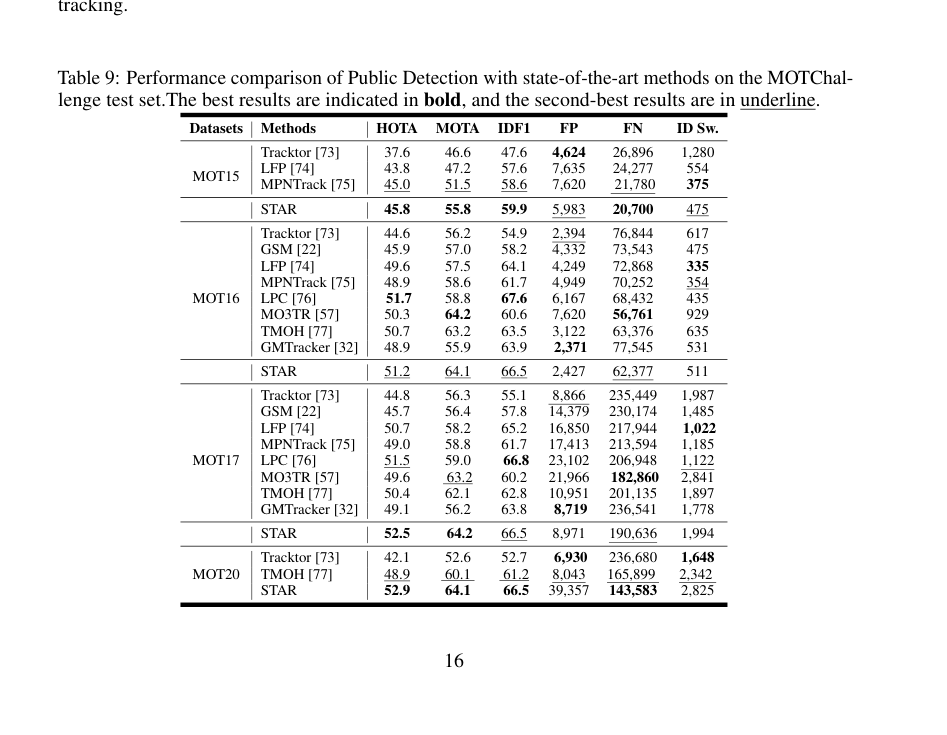 tracking.
Table 9: Performance comparison of Public Detection with state-of-the-art methods on the MOTChal-
lenge test set.The best results are indicated in bold, and the second-best results are in underline.
Datasets Methods HOTA MOTA IDF1 FP FN ID Sw.
Tracktor [73] 37.6 46.6 47.6 4,624 26,896 1,280
LFP [74] 43.8 47.2 57.6 7,635 24,277 554
MOT15
MPNTrack [75] 45.0 51.5 58.6 7,620 21,780 375
STAR 45.8 55.8 59.9 5,983 20,700 475
Tracktor [73] 44.6 56.2 54.9 2,394 76,844 617
GSM [22] 45.9 57.0 58.2 4,332 73,543 475
LFP [74] 49.6 57.5 64.1 4,249 72,868 335
MPNTrack [75] 48.9 58.6 61.7 4,949 70,252 354
MOT16 LPC [76] 51.7 58.8 67.6 6,167 68,432 435
MO3TR [57] 50.3 64.2 60.6 7,620 56,761 929
TMOH [77] 50.7 63.2 63.5 3,122 63,376 635
GMTracker [32] 48.9 55.9 63.9 2,371 77,545 531
STAR 51.2 64.1 66.5 2,427 62,377 511
Tracktor [73] 44.8 56.3 55.1 8,866 235,449 1,987
GSM [22] 45.7 56.4 57.8 14,379 230,174 1,485
LFP [74] 50.7 58.2 65.2 16,850 217,944 1,022
MPNTrack [75] 49.0 58.8 61.7 17,413 213,594 1,185
MOT17 LPC [76] 51.5 59.0 66.8 23,102 206,948 1,122
MO3TR [57] 49.6 63.2 60.2 21,966 182,860 2,841
TMOH [77] 50.4 62.1 62.8 10,951 201,135 1,897
GMTracker [32] 49.1 56.2 63.8 8,719 236,541 1,778
STAR 52.5 64.2 66.5 8,971 190,636 1,994
Tracktor [73] 42.1 52.6 52.7 6,930 236,680 1,648
MOT20 TMOH [77] 48.9 60.1 61.2 8,043 165,899 2,342
STAR 52.9 64.1 66.5 39,357 143,583 2,825
16